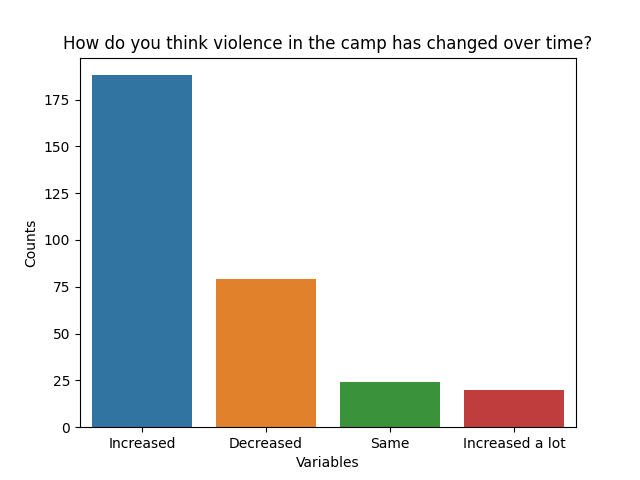 How do you think violence in the camp has changed over time?
175
150
125
100
75
50
25
0
Counts
Increased Decreased Same Increased a lot
Variables